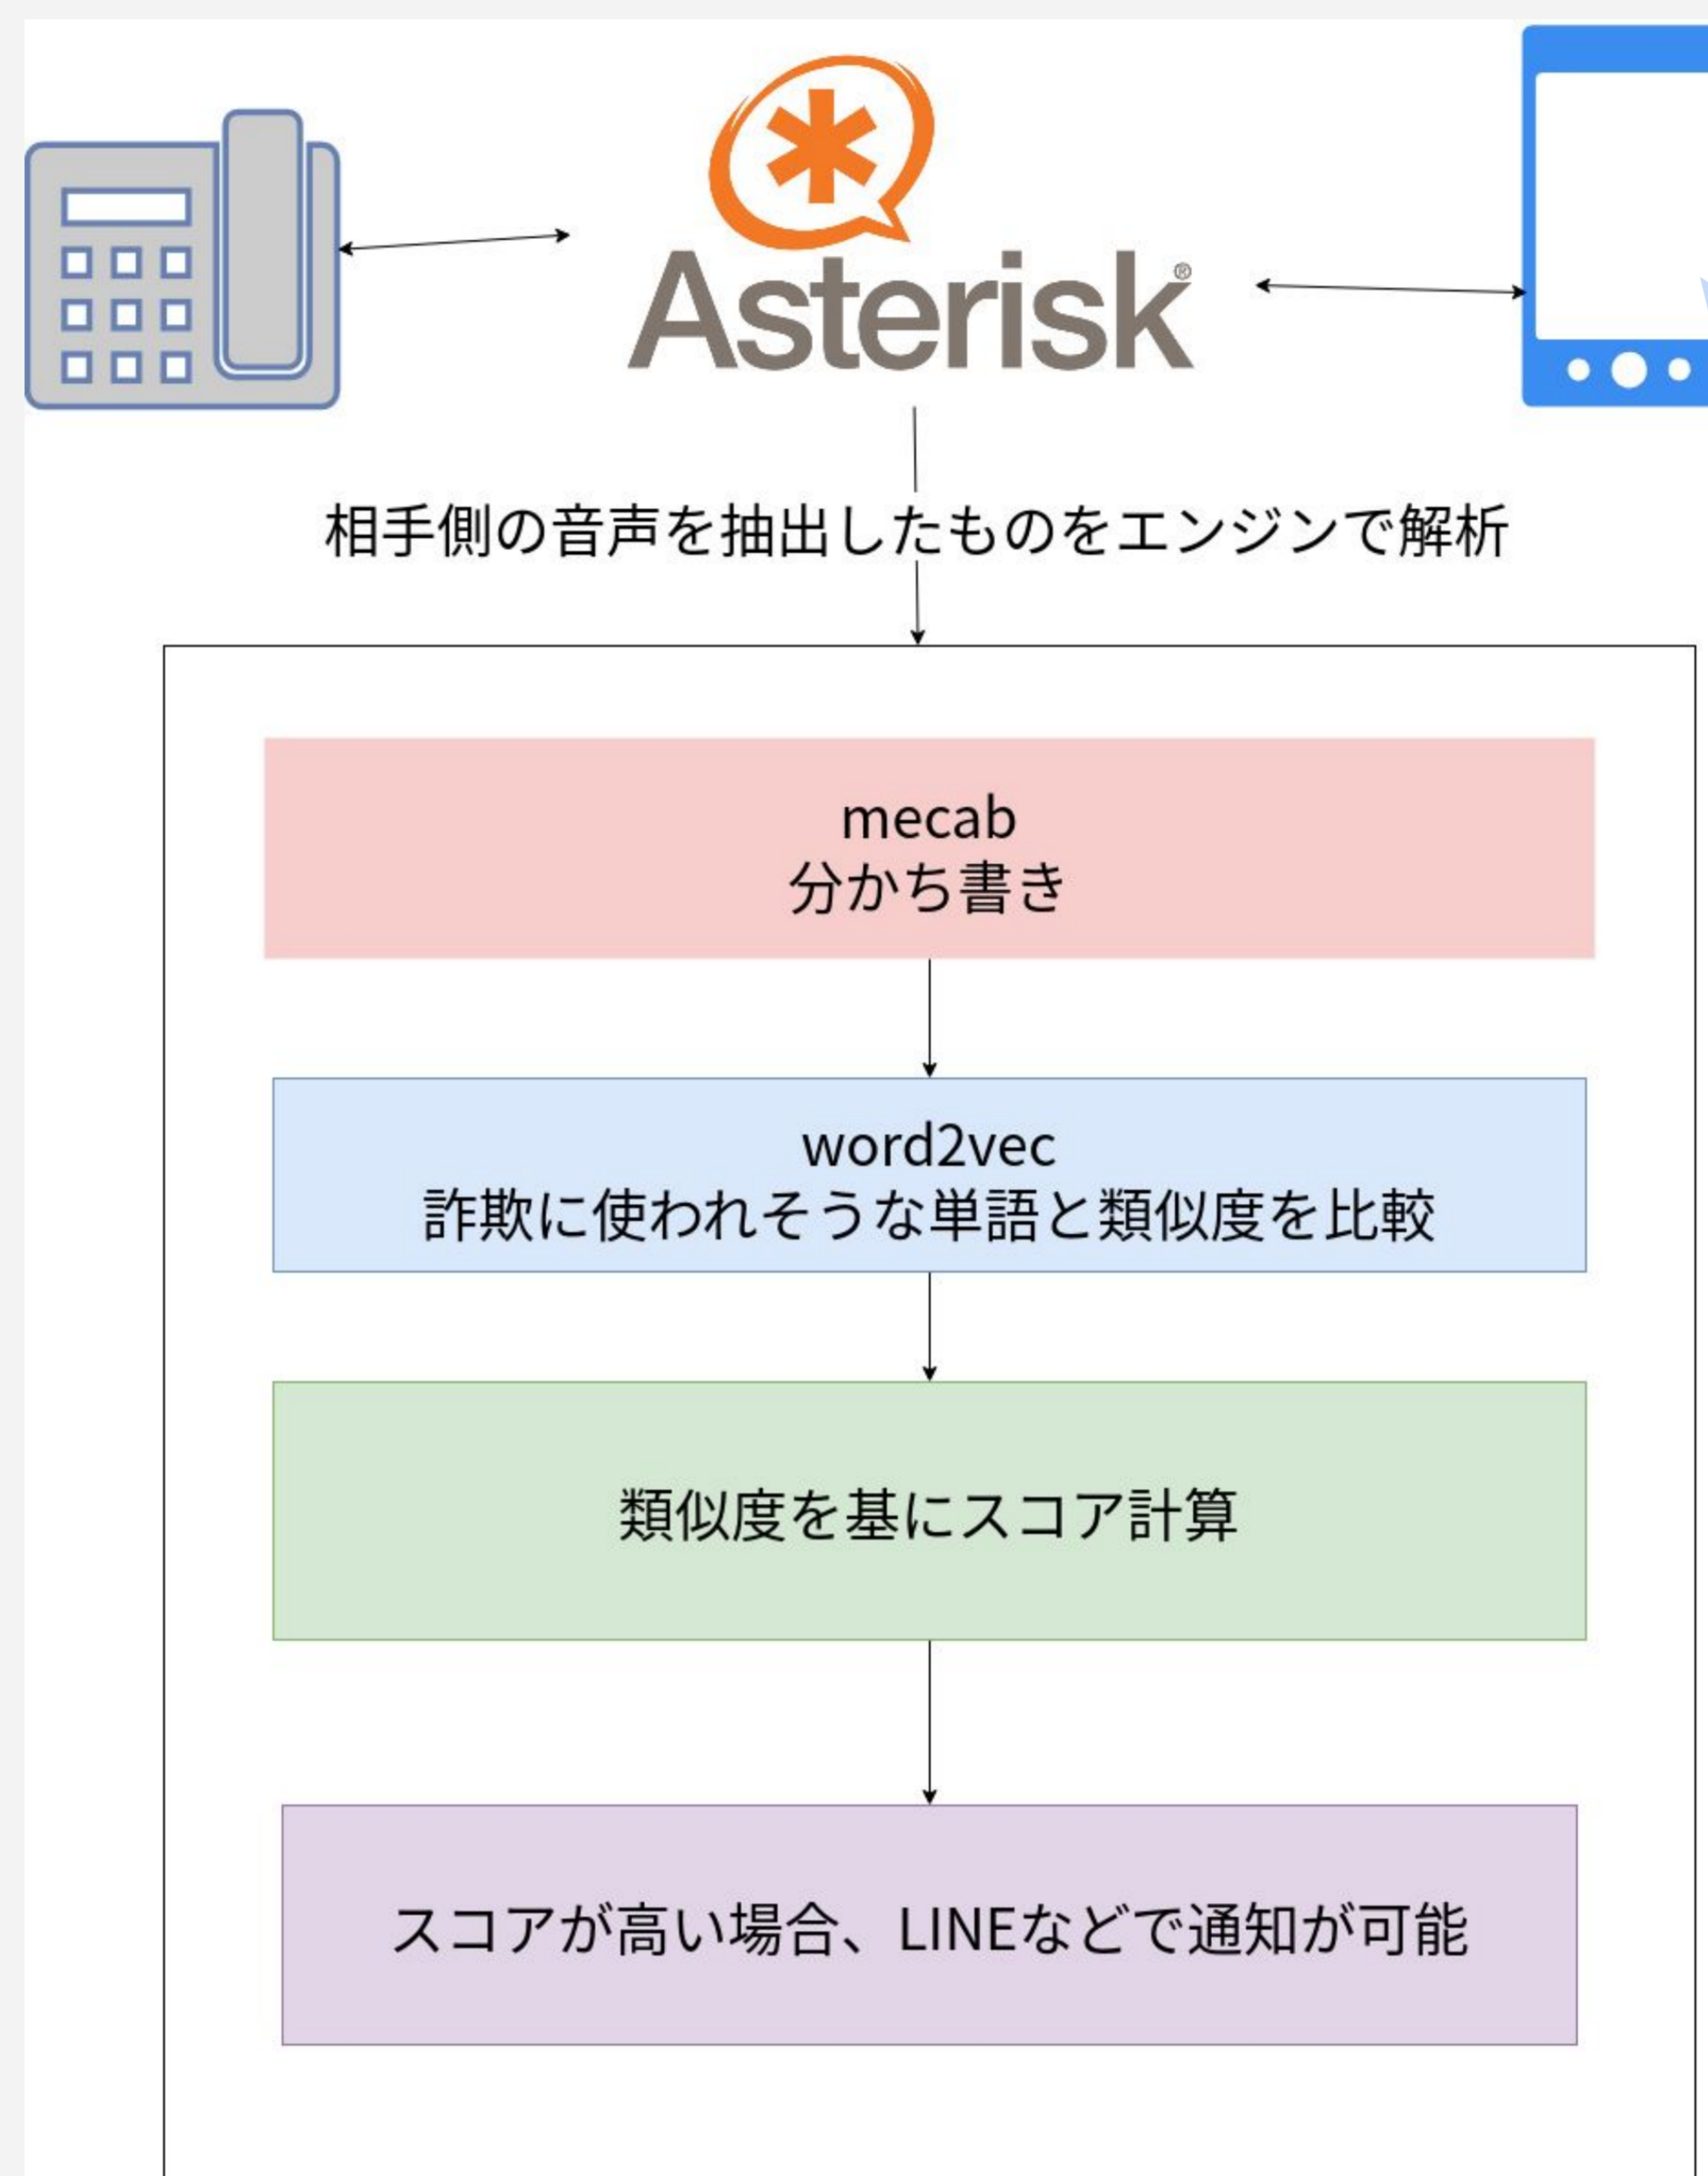 Asterisk®
相手側の音声を抽出したものをエンジンで解析
mecab
分かち書き
word2vec
詐欺に使われそうな単語と類似度を比較
類似度を基にスコア計算
スコアが高い場合、LINEなどで通知が可能